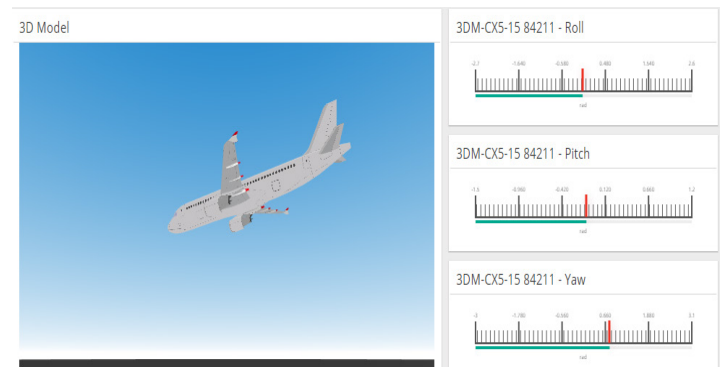 3D Model
3DM-CX5-15 84211 - Roll
-2.7 -1.640 -0.580 0.480 1.540 2.6
rad
3DM-CX5-15 84211 - Pitch
-1.5 -0.960 -0.420 0.120 0.660 1.2
rad
3DM-CX5-15 84211 - Yaw
-3 -1.780 -0.560 0.660 1.880 3.1
rad